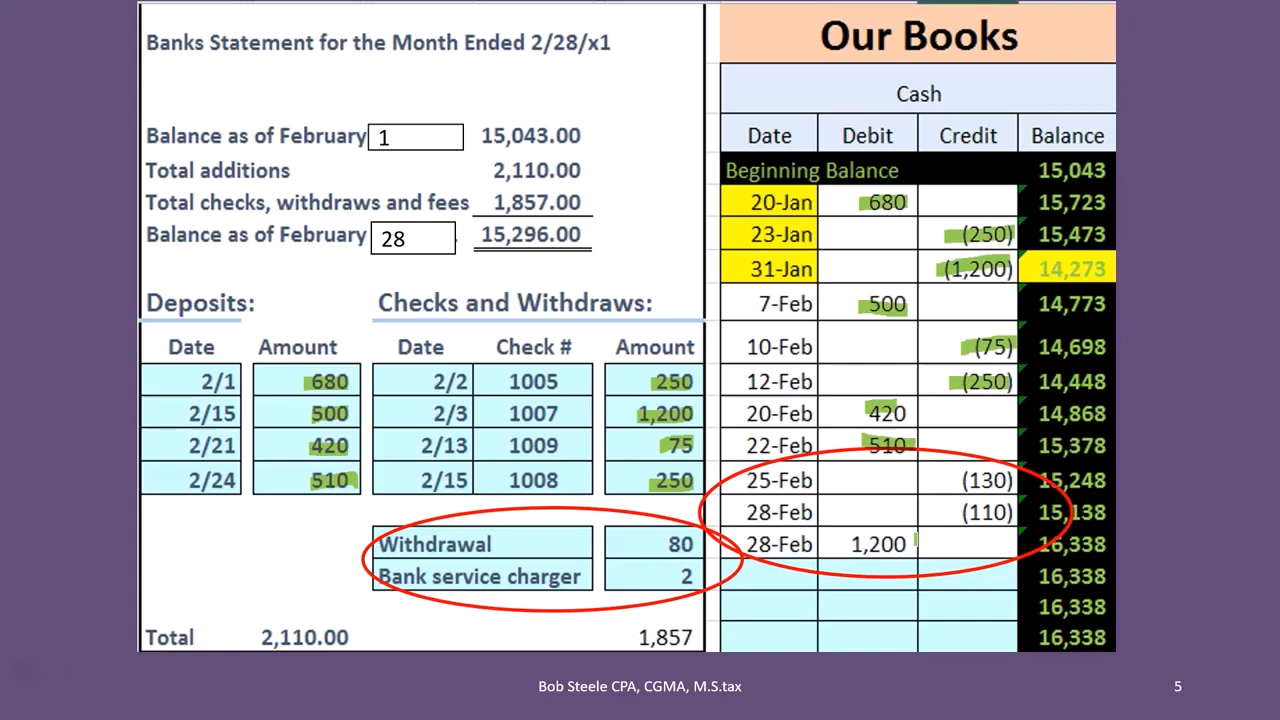 Banks Statement for the Month Ended 2/28/x1
Balance as of February 1 15,043.00
Total additions 2,110.00
Total checks, withdraws and fees 1,857.00
Balance as of February 28 15,296.00
Deposits: Checks and Withdraws:
Date Amount Date Check # Amount
2/1 680 2/2 1005 250
2/15 500 2/3 1007 1,200
2/21 420 2/13 1009 75
2/24 510 2/15 1008 250
Withdrawal 80
Bank service charger 2
Total 2,110.00 1,857
Our Books
Cash
Date Debit Credit Balance
Beginning Balance 15,043
20-Jan 680 15,723
23-Jan (250) 15,473
31-Jan (1,200) 14,273
7-Feb 500 14,773
10-Feb (75) 14,698
12-Feb (250) 14,448
20-Feb 420 14,868
22-Feb 510 15,378
25-Feb (130) 15,248
28-Feb (110) 15,138
28-Feb 1,200 16,338
16,338
16,338
16,338
Bob Steele CPA, CGMA, M.S.tax 5